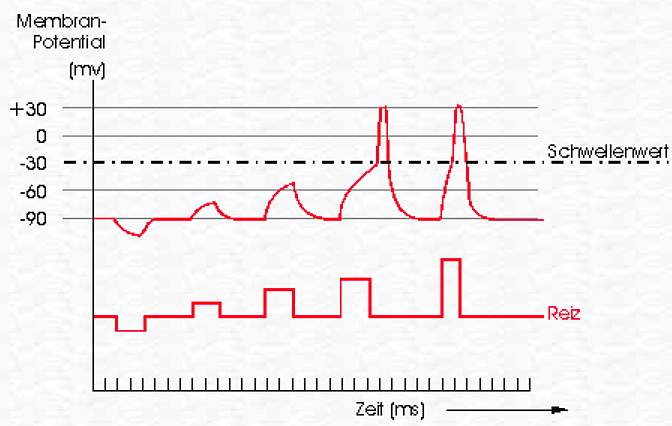 Membran-
Potential
(mv)
+30
0
-30
-60
-90
Schwellenwert
Reiz
Zeit (ms)